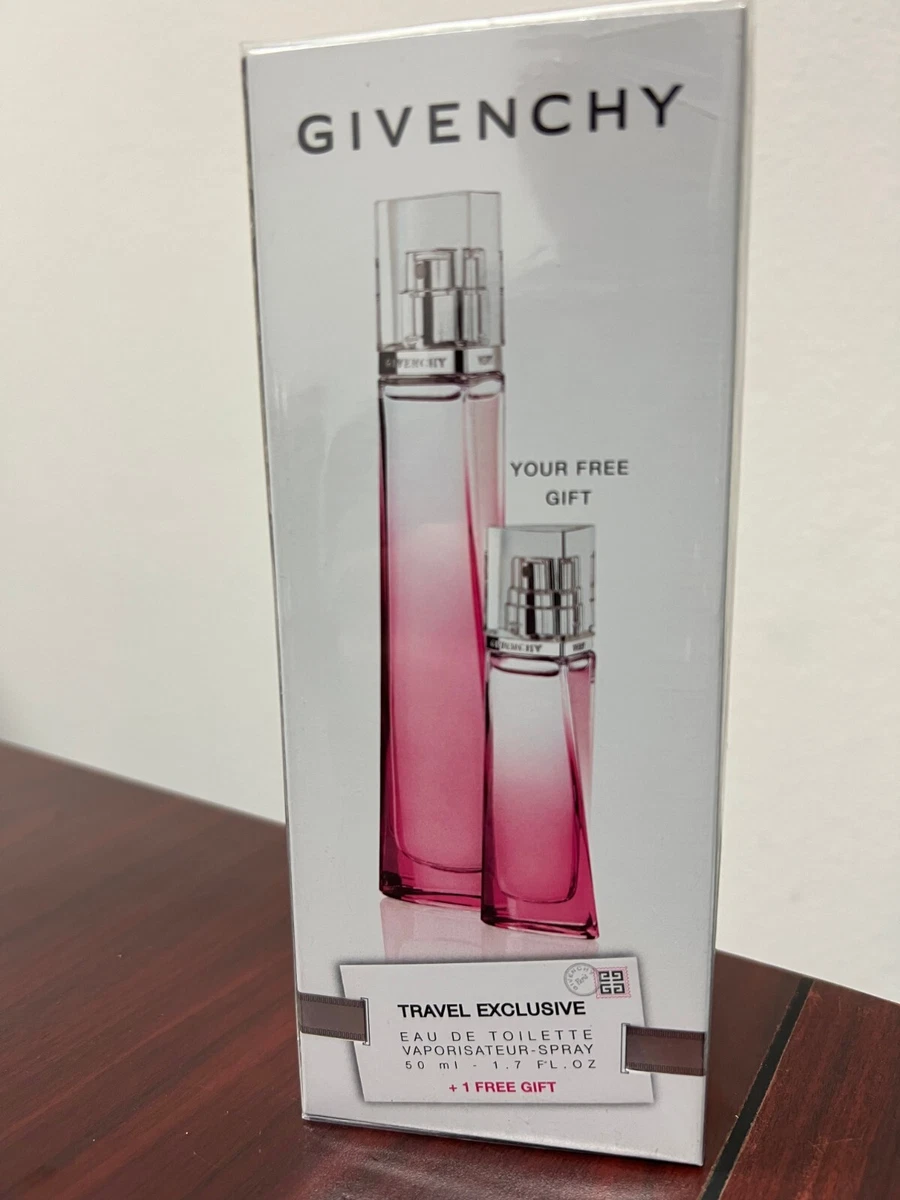 GIVENCHY
GIVENCHY
VERY
YOUR FREE
GIFT
GIVENCHY
TRAVEL EXCLUSIVE
EAU DE TOILETTE
VAPORISATEUR-SPRAY
50 ml - 1.7 FL.OZ
+ 1 FREE GIFT